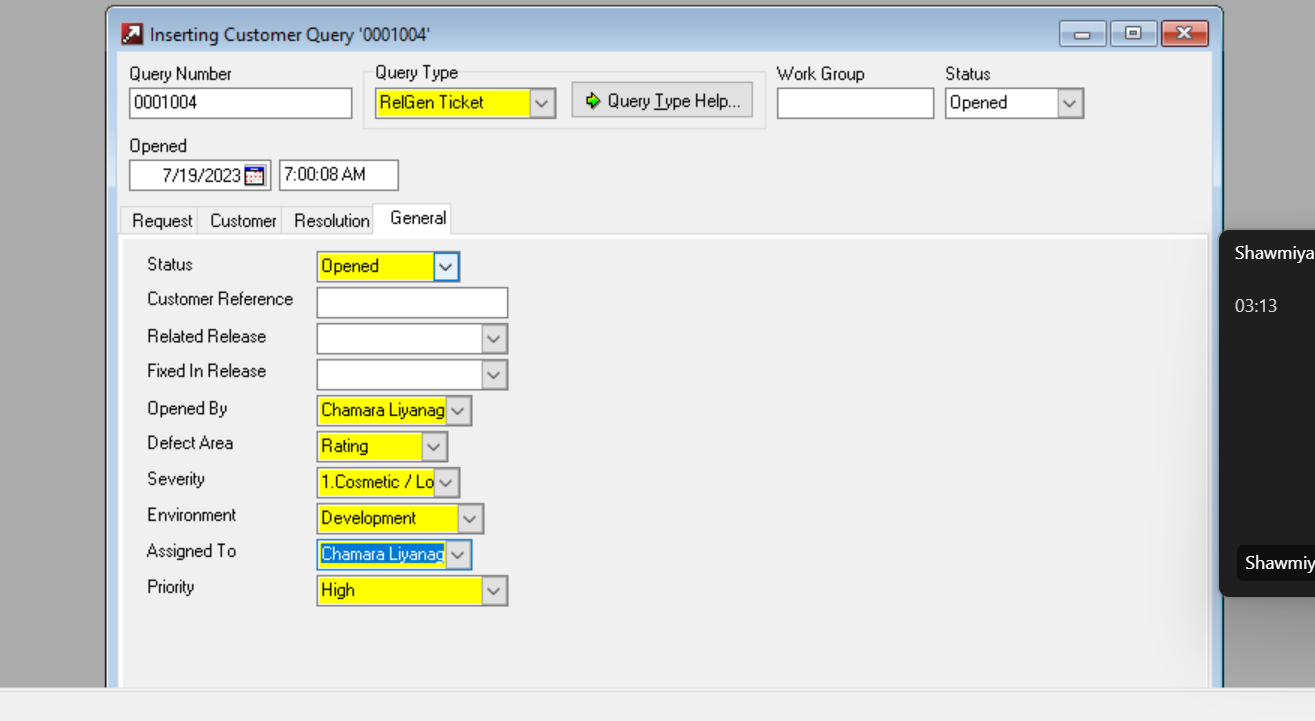 Inserting Customer Query '0001004'
Query Number
Query Type
Work Group
Status
0001004
RelGen Ticket
Query Type Help...
Opened
Opened
7/19/2023
7:00:08 AM
Request
Customer
Resolution
General
Status
Opened
Customer Reference
Related Release
Fixed In Release
Opened By
Chamara Liyanag
Defect Area
Rating
Severity
1.Cosmetic / Lo
Environment
Development
Assigned To
Chamara Liyanag
Priority
High
Shawmiya
03:13
Shawmiy